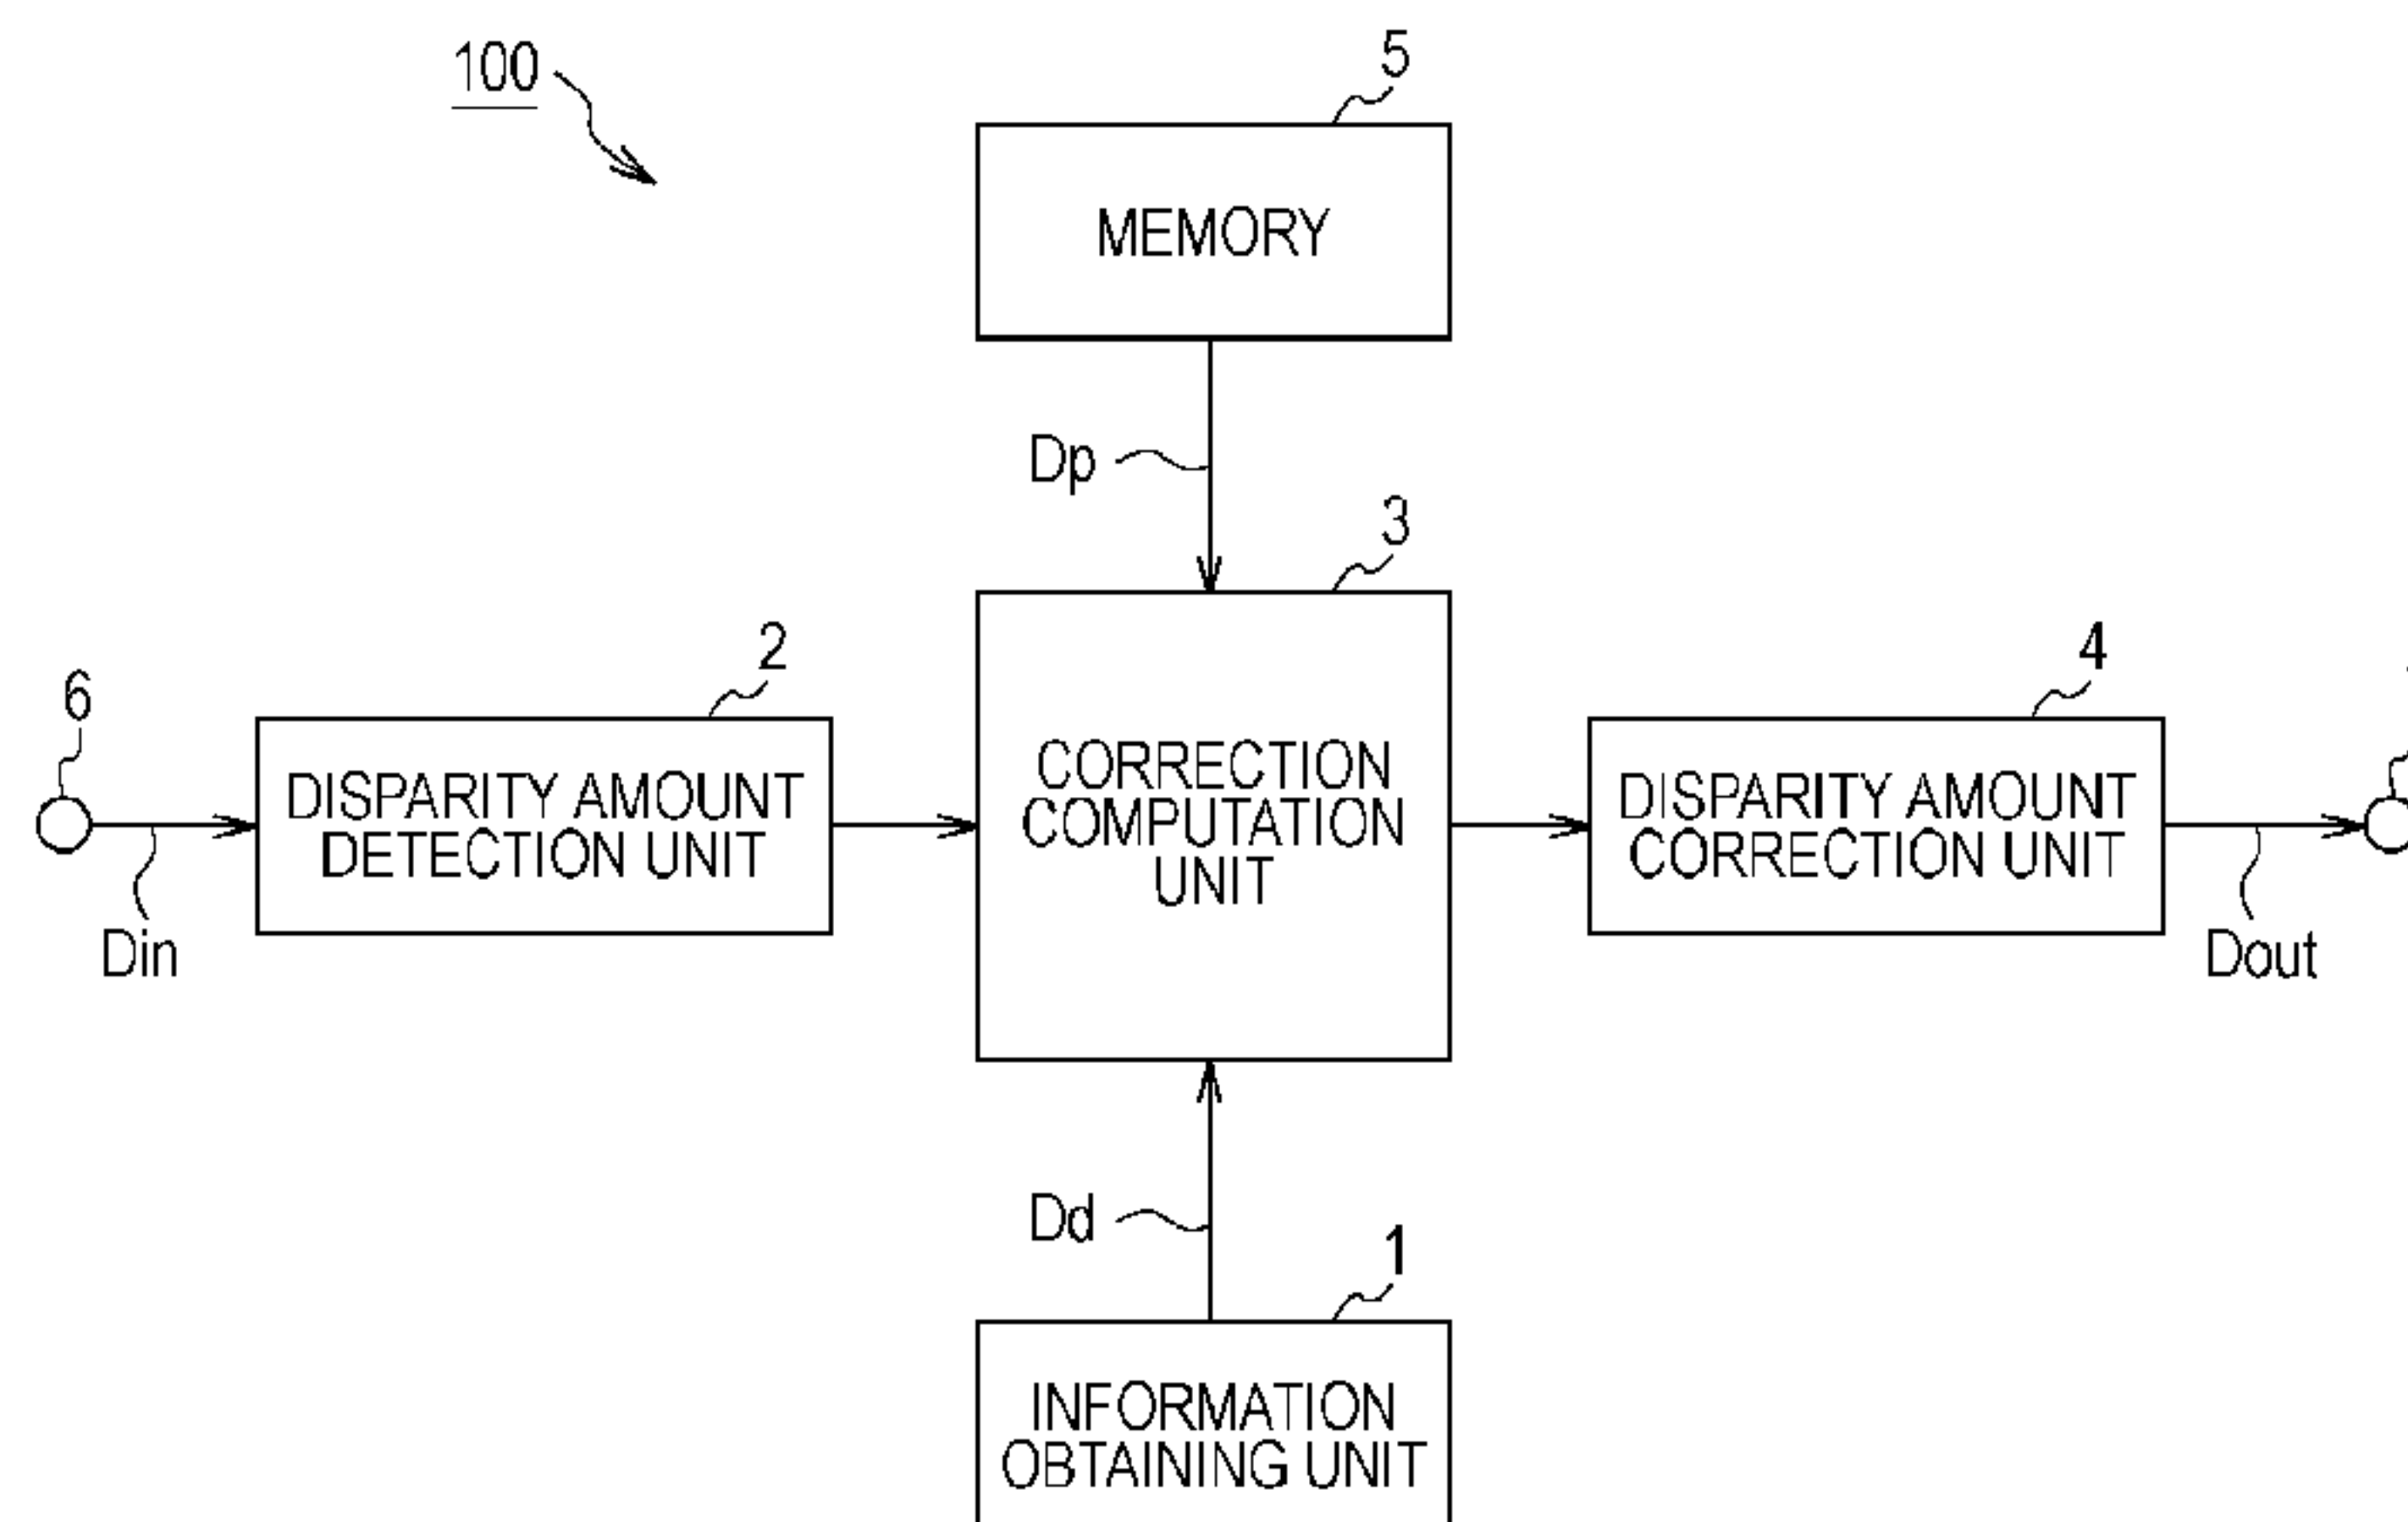 100
5
MEMORY
Dp
3
2
4
6
DISPARITY AMOUNT
DETECTION UNIT
CORRECTION
COMPUTATION
UNIT
DISPARITY AMOUNT
CORRECTION UNIT
Din
Dout
Dd
1
INFORMATION
OBTAINING UNIT